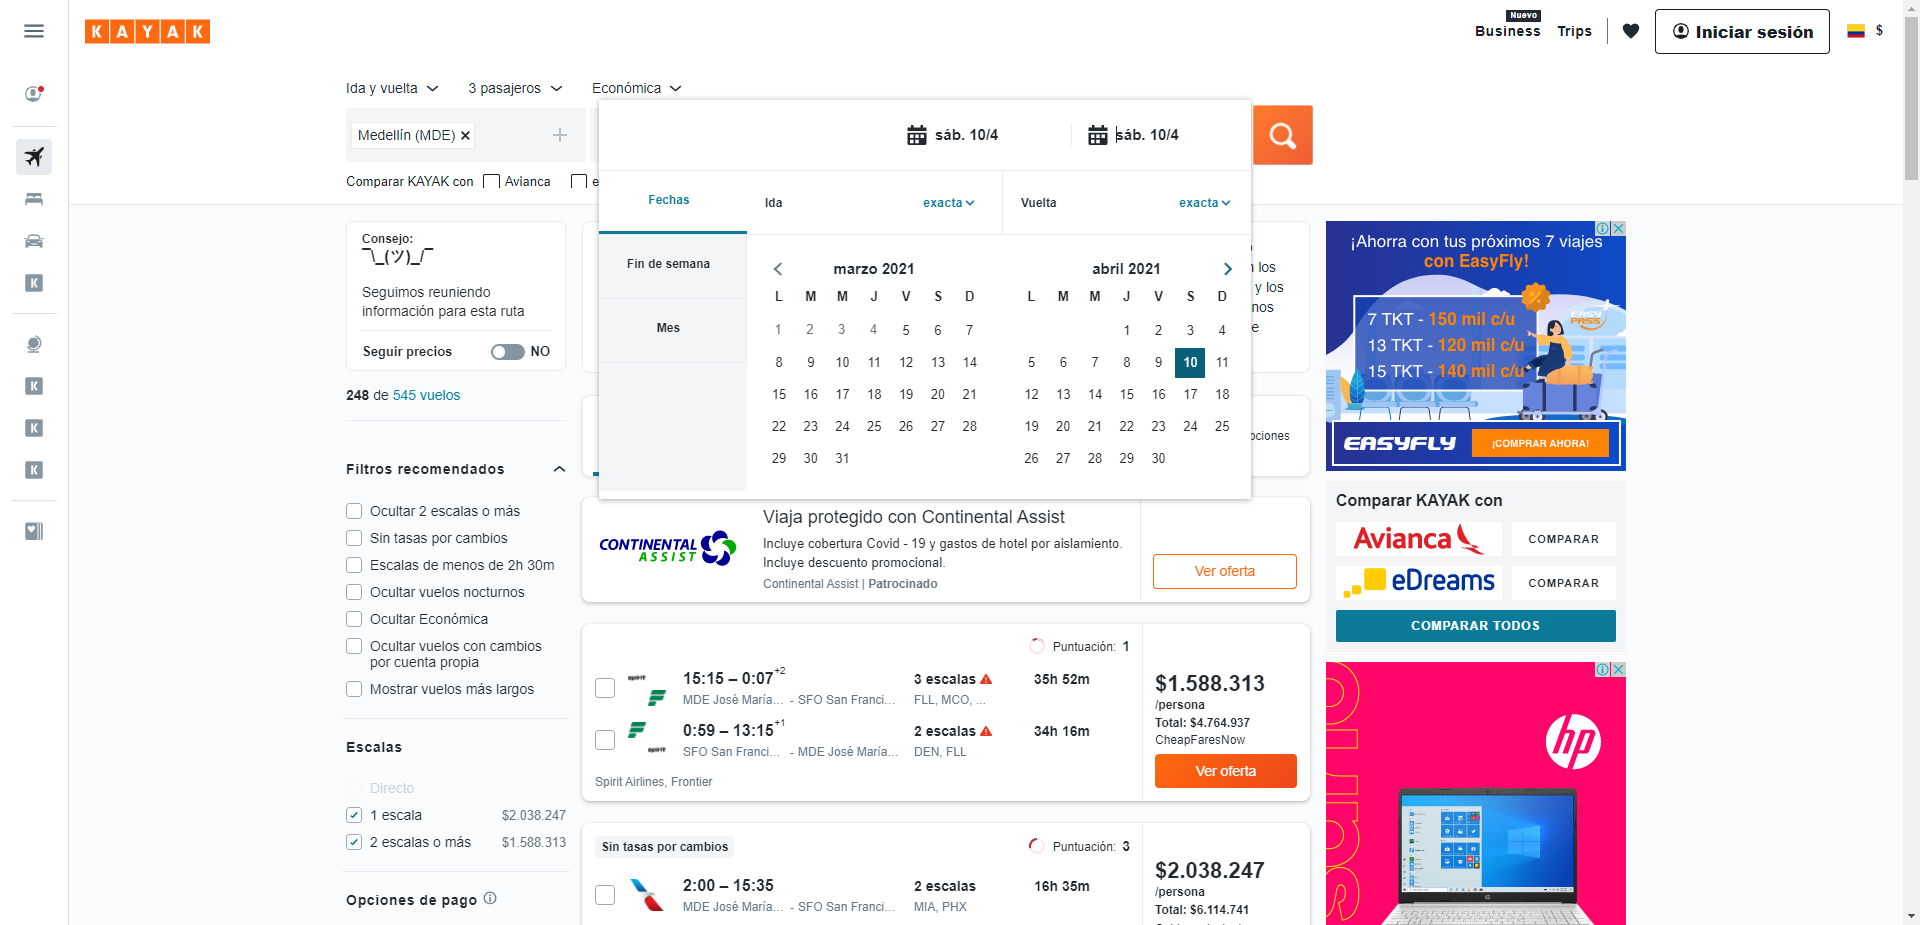 KAYAK
Nuevo
Business
Trips
Iniciar sesión
$
Ida y vuelta
3 pasajeros
Económica
Medellín (MDE)
sáb. 10/4
sáb. 10/4
Comparar KAYAK con
Avianca
e
Fechas
Ida
exacta
Vuelta
exacta
Fin de semana
Mes
marzo 2021
L M M J V S D
1 2 3 4 5 6 7
8 9 10 11 12 13 14
15 16 17 18 19 20 21
22 23 24 25 26 27 28
29 30 31
abril 2021
L M M J V S D
1 2 3 4
5 6 7 8 9 10 11
12 13 14 15 16 17 18
19 20 21 22 23 24 25
26 27 28 29 30
Consejo:
¯\_(ツ)_/¯
Seguimos reuniendo
información para esta ruta
Seguir precios
NO
248 de 545 vuelos
Filtros recomendados
Ocultar 2 escalas o más
Sin tasas por cambios
Escalas de menos de 2h 30m
Ocultar vuelos nocturnos
Ocultar Económica
Ocultar vuelos con cambios
por cuenta propia
Mostrar vuelos más largos
Escalas
Directo
1 escala $2.038.247
2 escalas o más $1.588.313
Opciones de pago
los
y los
nos
e
pciones
CONTINENTAL
ASSIST
Viaja protegido con Continental Assist
Incluye cobertura Covid - 19 y gastos de hotel por aislamiento.
Incluye descuento promocional.
Continental Assist | Patrocinado
Ver oferta
Puntuación: 1
spirit
15:15 – 0:07+2
MDE José María... - SFO San Franci...
3 escalas
FLL, MCO, ...
35h 52m
spirit
0:59 – 13:15+1
SFO San Franci... - MDE José María...
2 escalas
DEN, FLL
34h 16m
Spirit Airlines, Frontier
$1.588.313
/persona
Total: $4.764.937
CheapFaresNow
Ver oferta
Sin tasas por cambios
Puntuación: 3
2:00 – 15:35
MDE José María... - SFO San Franci...
2 escalas
MIA, PHX
16h 35m
$2.038.247
/persona
Total: $6.114.741
¡Ahorra con tus próximos 7 viajes
con EasyFly!
7 TKT - 150 mil c/u
13 TKT - 120 mil c/u
15 TKT - 140 mil c/u
EASY
PASS
EASYFLY
¡COMPRAR AHORA!
Comparar KAYAK con
Avianca
COMPARAR
eDreams
COMPARAR
COMPARAR TODOS
hp